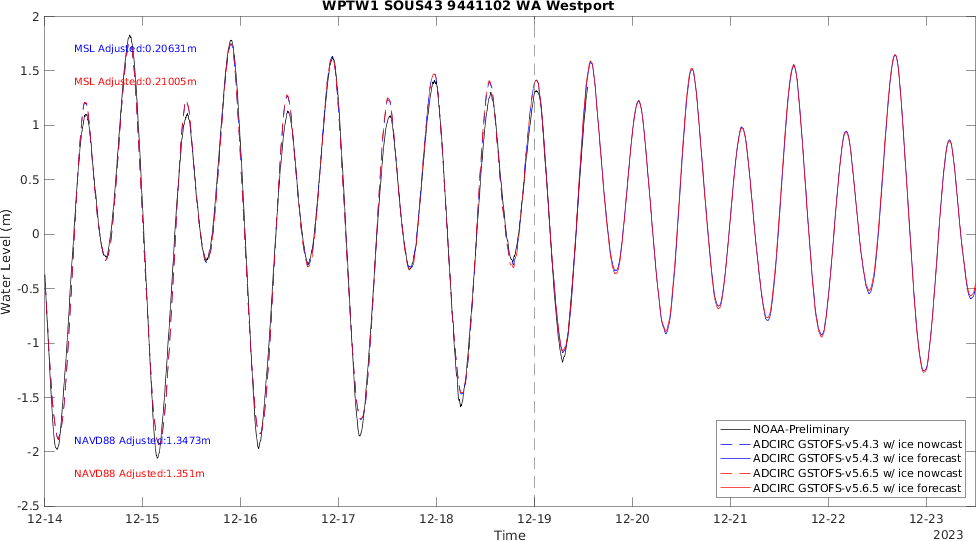 WPTW1 SOUS43 9441102 WA Westport
2
1.5
1
0.5
0
-0.5
-1
-1.5
-2
-2.5
Water Level (m)
MSL Adjusted:0.20631m
MSL Adjusted:0.21005m
NAVD88 Adjusted:1.3473m
NAVD88 Adjusted:1.351m
NOAA-Preliminary
ADCIRC GSTOFS-v5.4.3 w/ ice nowcast
ADCIRC GSTOFS-v5.4.3 w/ ice forecast
ADCIRC GSTOFS-v5.6.5 w/ ice nowcast
ADCIRC GSTOFS-v5.6.5 w/ ice forecast
12-14 12-15 12-16 12-17 12-18 12-19 12-20 12-21 12-22 12-23
Time
2023